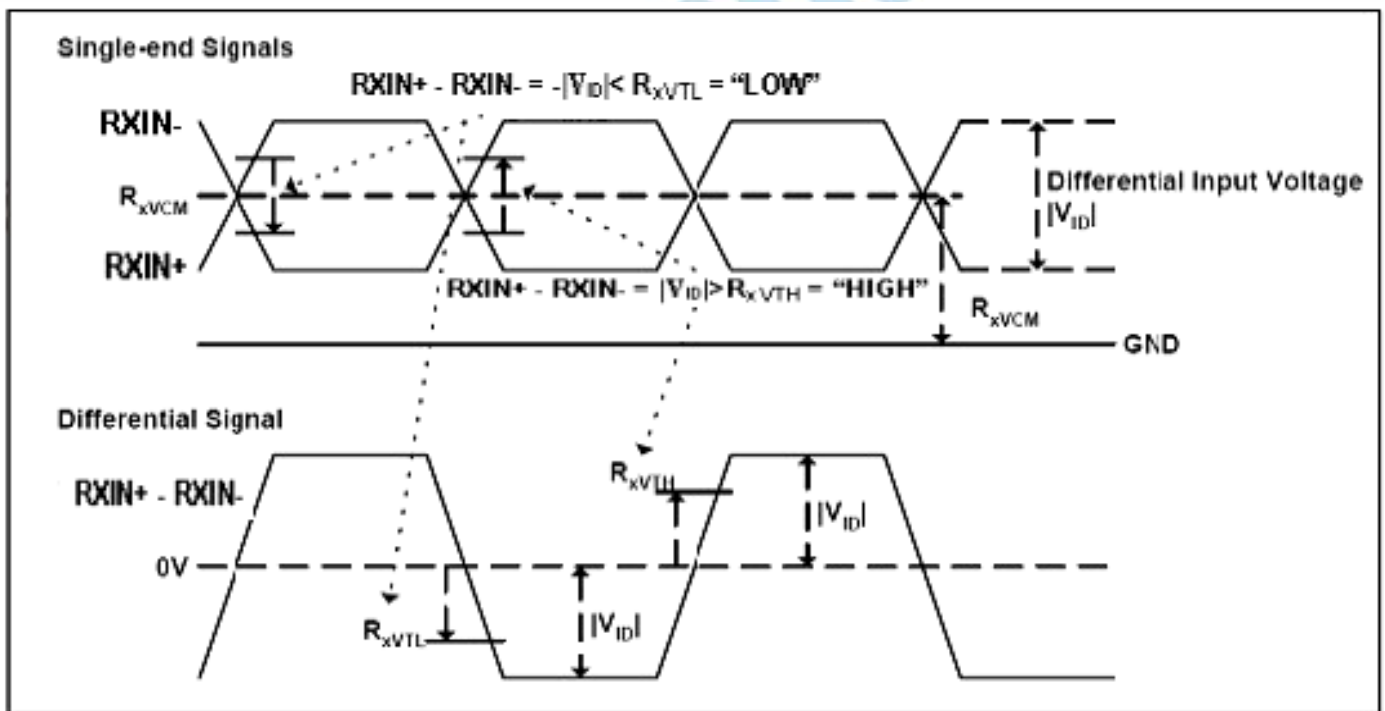 Single-end Signals
RXIN+ - RXIN- = -|VID|< RxVTL = “LOW”
RXIN-
RxVCM
Differential Input Voltage
|VID|
RXIN+
RXIN+ - RXIN- = |VID|> RxVTH = “HIGH”
RxVCM
GND
Differential Signal
RxVTH
RXIN+ - RXIN-
|VID|
0V
RxVTL
|VID|